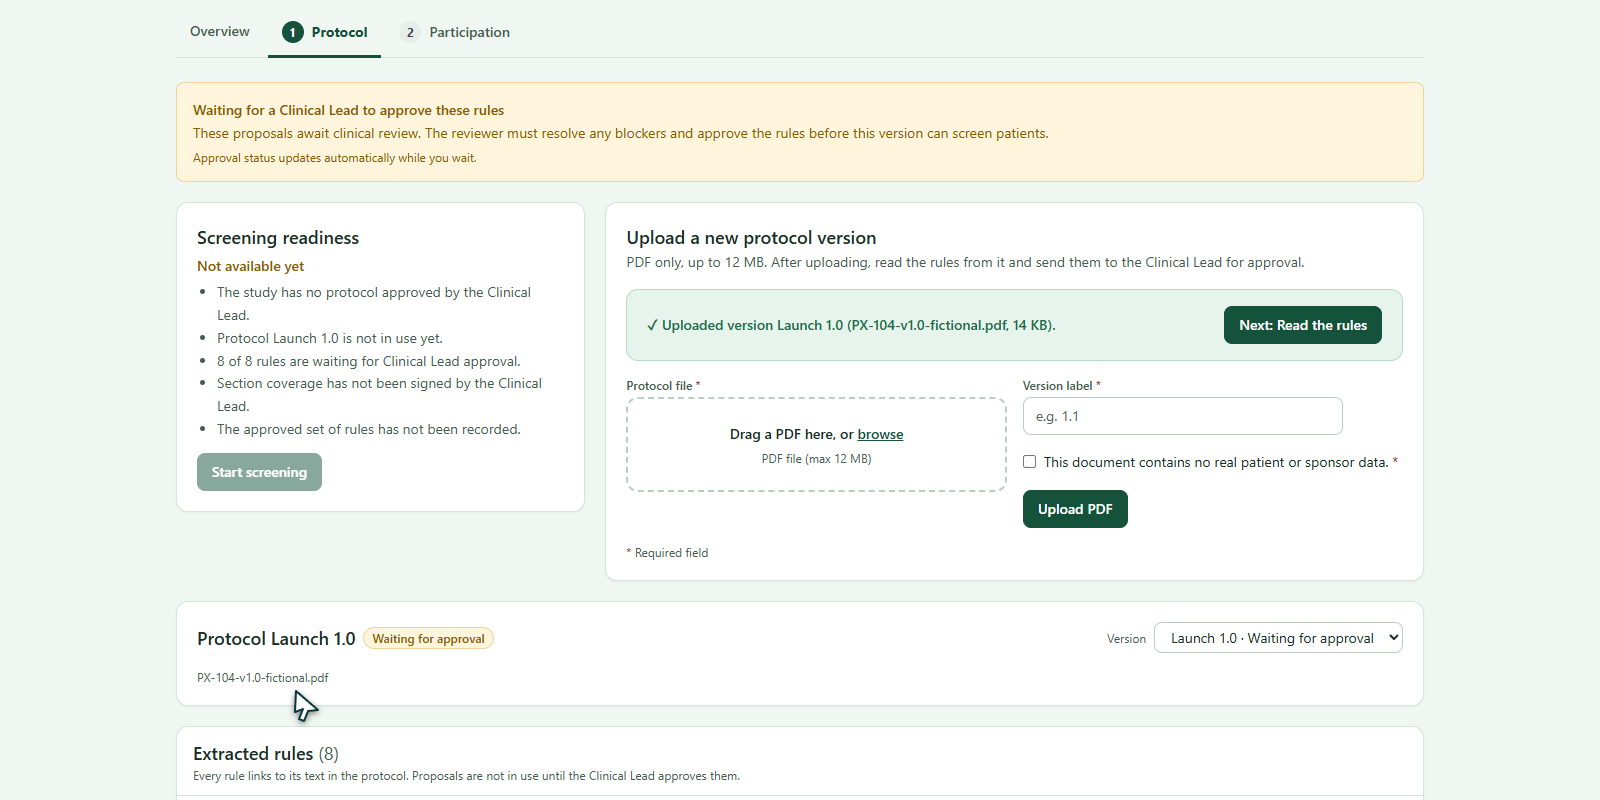 Overview
1 Protocol
2 Participation
Waiting for a Clinical Lead to approve these rules
These proposals await clinical review. The reviewer must resolve any blockers and approve the rules before this version can screen patients.
Approval status updates automatically while you wait.
Screening readiness
Not available yet
• The study has no protocol approved by the Clinical
Lead.
• Protocol Launch 1.0 is not in use yet.
• 8 of 8 rules are waiting for Clinical Lead approval.
• Section coverage has not been signed by the Clinical
Lead.
• The approved set of rules has not been recorded.
Start screening
Upload a new protocol version
PDF only, up to 12 MB. After uploading, read the rules from it and send them to the Clinical Lead for approval.
✓ Uploaded version Launch 1.0 (PX-104-v1.0-fictional.pdf, 14 KB).
Next: Read the rules
Protocol file *
Drag a PDF here, or browse
PDF file (max 12 MB)
Version label *
e.g. 1.1
This document contains no real patient or sponsor data. *
Upload PDF
* Required field
Protocol Launch 1.0 Waiting for approval
Version Launch 1.0 · Waiting for approval
PX-104-v1.0-fictional.pdf
Extracted rules (8)
Every rule links to its text in the protocol. Proposals are not in use until the Clinical Lead approves them.